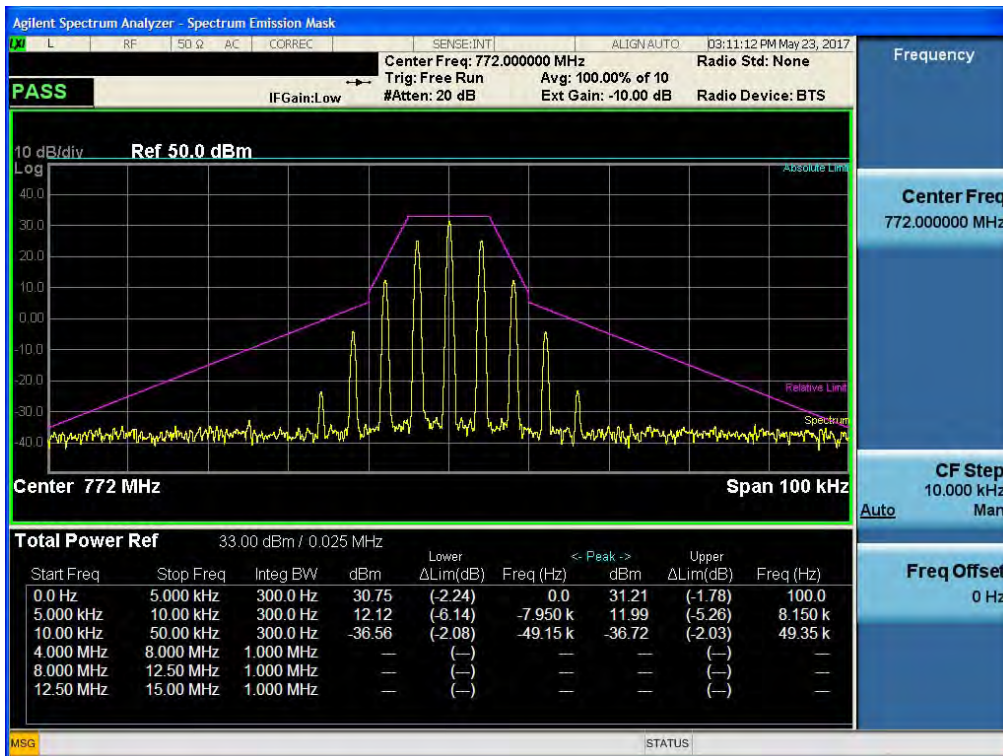 Agilent Spectrum Analyzer - Spectrum Emission Mask
LXI L RF 50 Ω AC CORREC SENSE:INT ALIGN AUTO 03:11:12 PM May 23, 2017
Center Freq: 772.000000 MHz Radio Std: None
Trig: Free Run Avg: 100.00% of 10
PASS IFGain:Low #Atten: 20 dB Ext Gain: -10.00 dB Radio Device: BTS
10 dB/div Ref 50.0 dBm
Log
Absolute Limit
40.0
30.0
20.0
10.0
0.00
-10.0
-20.0
Relative Limit
-30.0
Spectrum
-40.0
Center 772 MHz Span 100 kHz
Total Power Ref 33.00 dBm / 0.025 MHz
Lower <- Peak -> Upper
Start Freq Stop Freq Integ BW dBm ΔLim(dB) Freq (Hz) dBm ΔLim(dB) Freq (Hz)
0.0 Hz 5.000 kHz 300.0 Hz 30.75 (-2.24) 0.0 31.21 (-1.78) 100.0
5.000 kHz 10.00 kHz 300.0 Hz 12.12 (-6.14) -7.950 k 11.99 (-5.26) 8.150 k
10.00 kHz 50.00 kHz 300.0 Hz -36.56 (-2.08) -49.15 k -36.72 (-2.03) 49.35 k
4.000 MHz 8.000 MHz 1.000 MHz --- (---) --- --- (---) ---
8.000 MHz 12.50 MHz 1.000 MHz --- (---) --- --- (---) ---
12.50 MHz 15.00 MHz 1.000 MHz --- (---) --- --- (---) ---
MSG STATUS
Frequency
Center Freq
772.000000 MHz
CF Step
10.000 kHz
Auto Man
Freq Offset
0 Hz